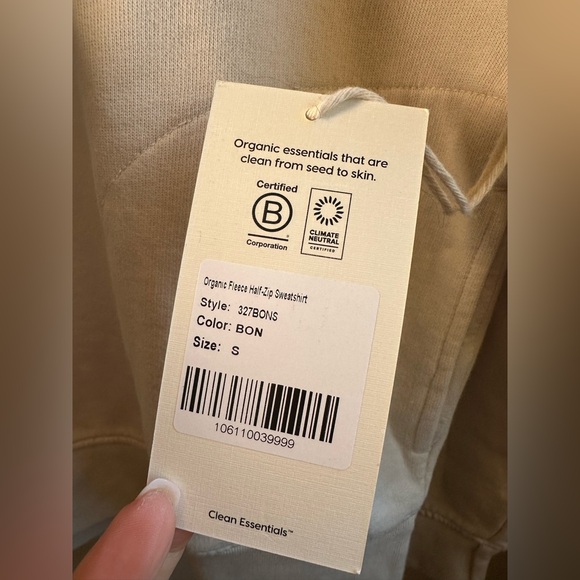 Organic essentials that are
clean from seed to skin.
Certified
B
Corporation
CLIMATE
NEUTRAL
CERTIFIED
Organic Fleece Half-Zip Sweatshirt
Style: 327BONS
Color: BON
Size: S
106110039999
Clean Essentials™